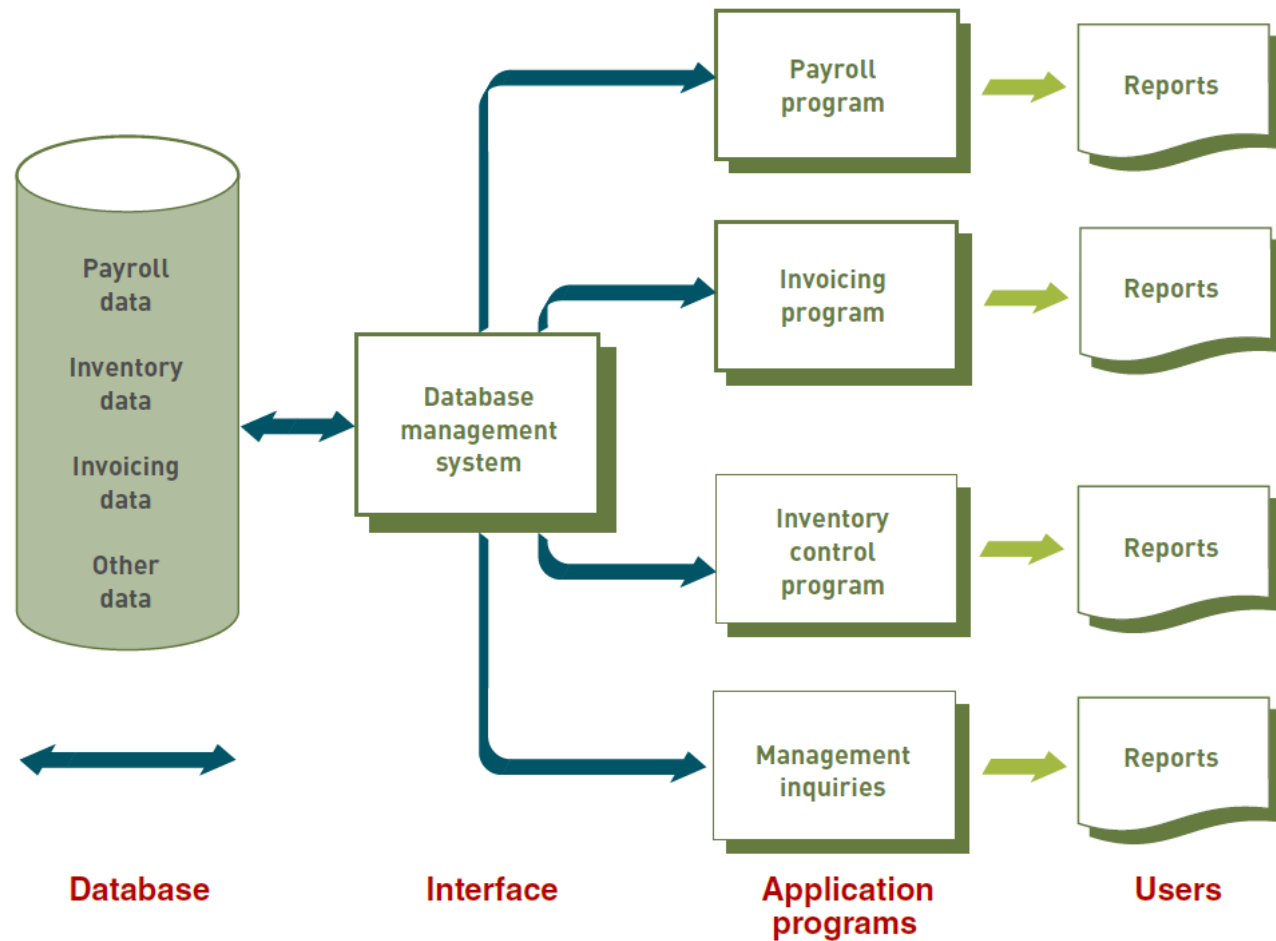 Payroll
data
Inventory
data
Invoicing
data
Other
data
Database
management
system
Payroll
program
Reports
Invoicing
program
Reports
Inventory
control
program
Reports
Management
inquiries
Reports
Database
Interface
Application
programs
Users